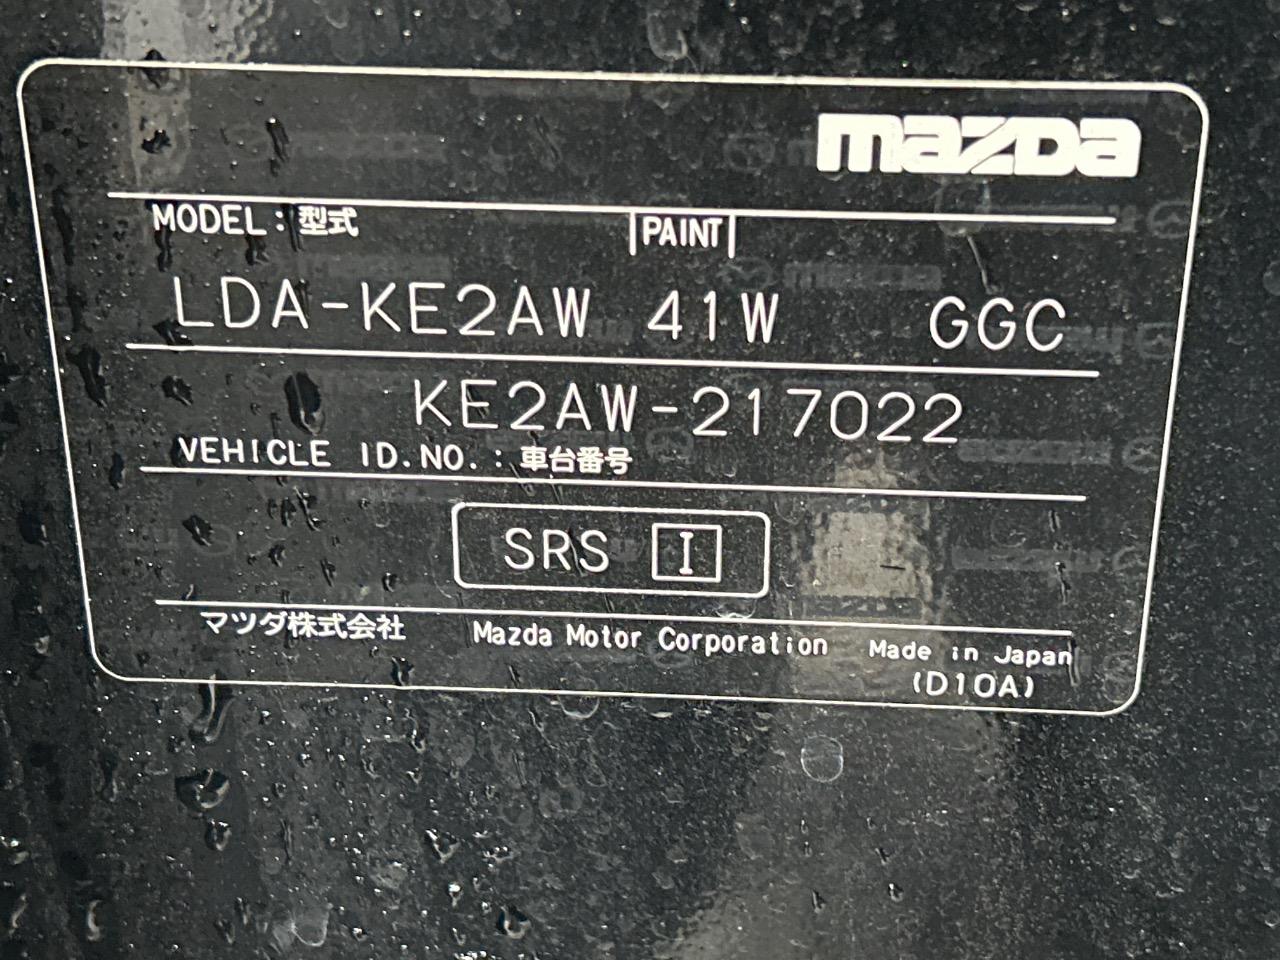 mazda
MODEL：型式 PAINT
LDA-KE2AW 41W GGC
KE2AW-217022
VEHICLE ID.NO.：車台番号
SRS I
マツダ株式会社 Mazda Motor Corporation Made in Japan
(D10A)